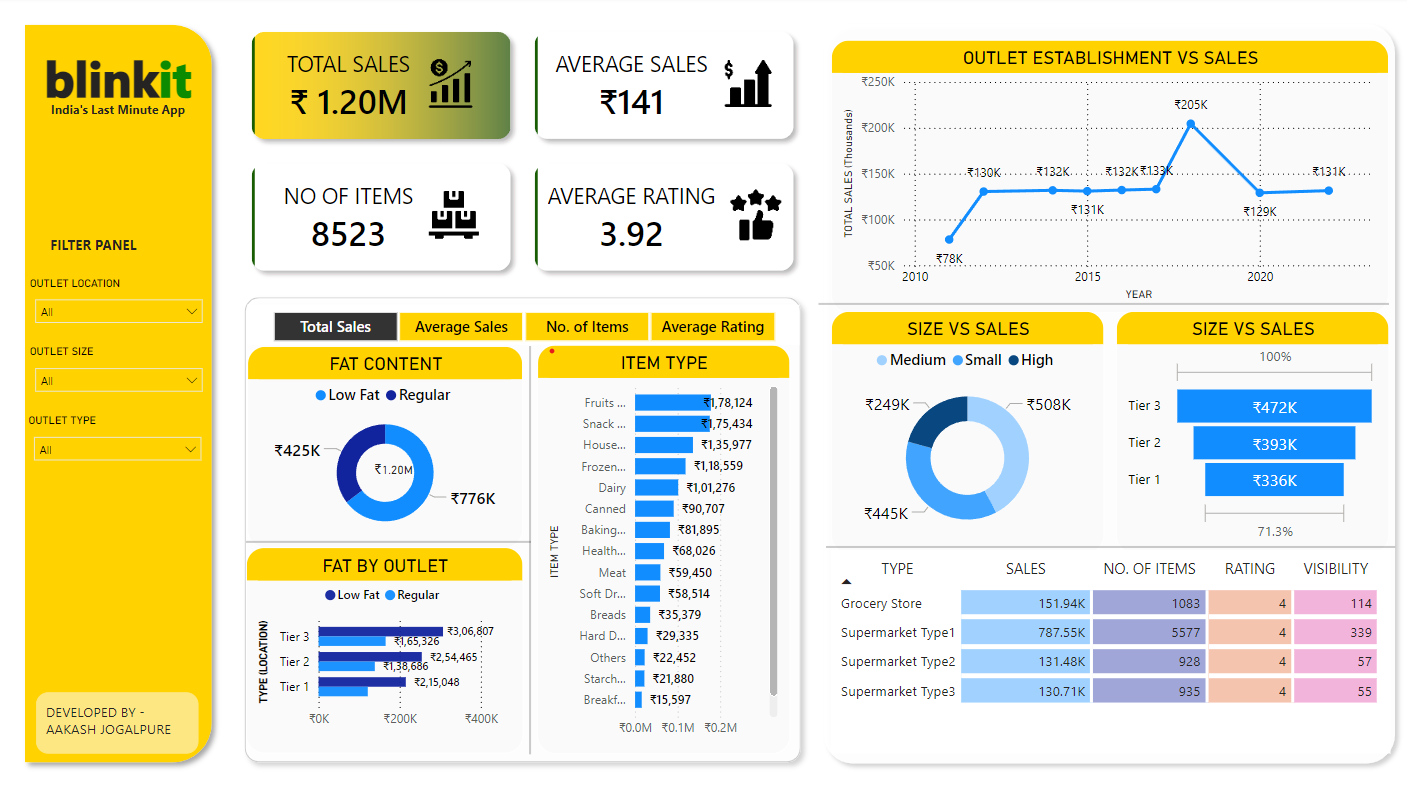 blinkit
India's Last Minute App
FILTER PANEL
OUTLET LOCATION
All
OUTLET SIZE
All
OUTLET TYPE
All
DEVELOPED BY -
AAKASH JOGALPURE
TOTAL SALES
₹ 1.20M
AVERAGE SALES
₹141
NO OF ITEMS
8523
AVERAGE RATING
3.92
Total Sales
Average Sales
No. of Items
Average Rating
FAT CONTENT
Low Fat Regular
₹425K
₹1.20M
₹776K
FAT BY OUTLET
Low Fat Regular
TYPE (LOCATION)
Tier 3 ₹3,06,807
₹1,65,326
Tier 2 ₹2,54,465
₹1,38,686
Tier 1 ₹2,15,048
₹0K ₹200K ₹400K
ITEM TYPE
ITEM TYPE
Fruits ... ₹1,78,124
Snack ... ₹1,75,434
House... ₹1,35,977
Frozen... ₹1,18,559
Dairy ₹1,01,276
Canned ₹90,707
Baking... ₹81,895
Health... ₹68,026
Meat ₹59,450
Soft Dr... ₹58,514
Breads ₹35,379
Hard D... ₹29,335
Others ₹22,452
Starch... ₹21,880
Breakf... ₹15,597
₹0.0M ₹0.1M ₹0.2M
OUTLET ESTABLISHMENT VS SALES
TOTAL SALES (Thousands)
₹250K
₹200K
₹150K
₹100K
₹50K
₹78K
₹130K
₹132K
₹131K
₹132K
₹133K
₹205K
₹129K
₹131K
2010 2015 2020
YEAR
SIZE VS SALES
Medium Small High
₹249K
₹508K
₹445K
SIZE VS SALES
100%
Tier 3 ₹472K
Tier 2 ₹393K
Tier 1 ₹336K
71.3%
TYPE SALES NO. OF ITEMS RATING VISIBILITY
Grocery Store 151.94K 1083 4 114
Supermarket Type1 787.55K 5577 4 339
Supermarket Type2 131.48K 928 4 57
Supermarket Type3 130.71K 935 4 55